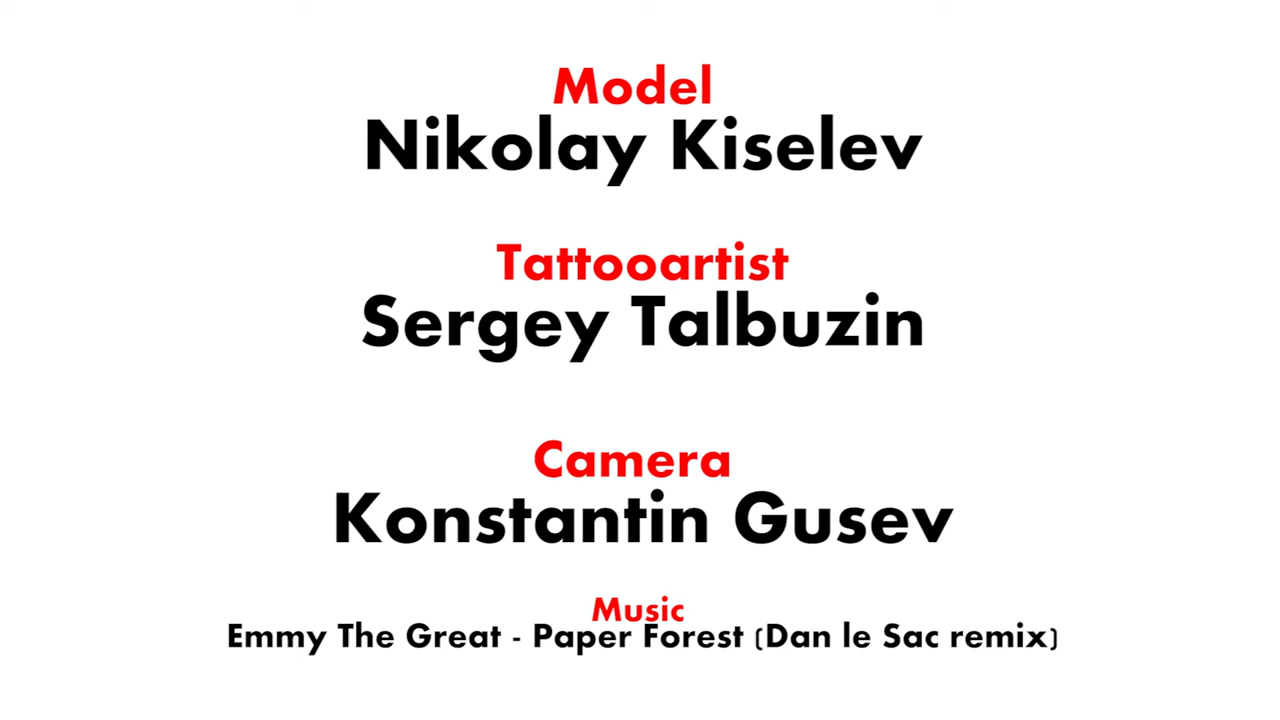 Model
Nikolay Kiselev
Tattooartist
Sergey Talbuzin
Camera
Konstantin Gusev
Music
Emmy The Great - Paper Forest (Dan le Sac remix)